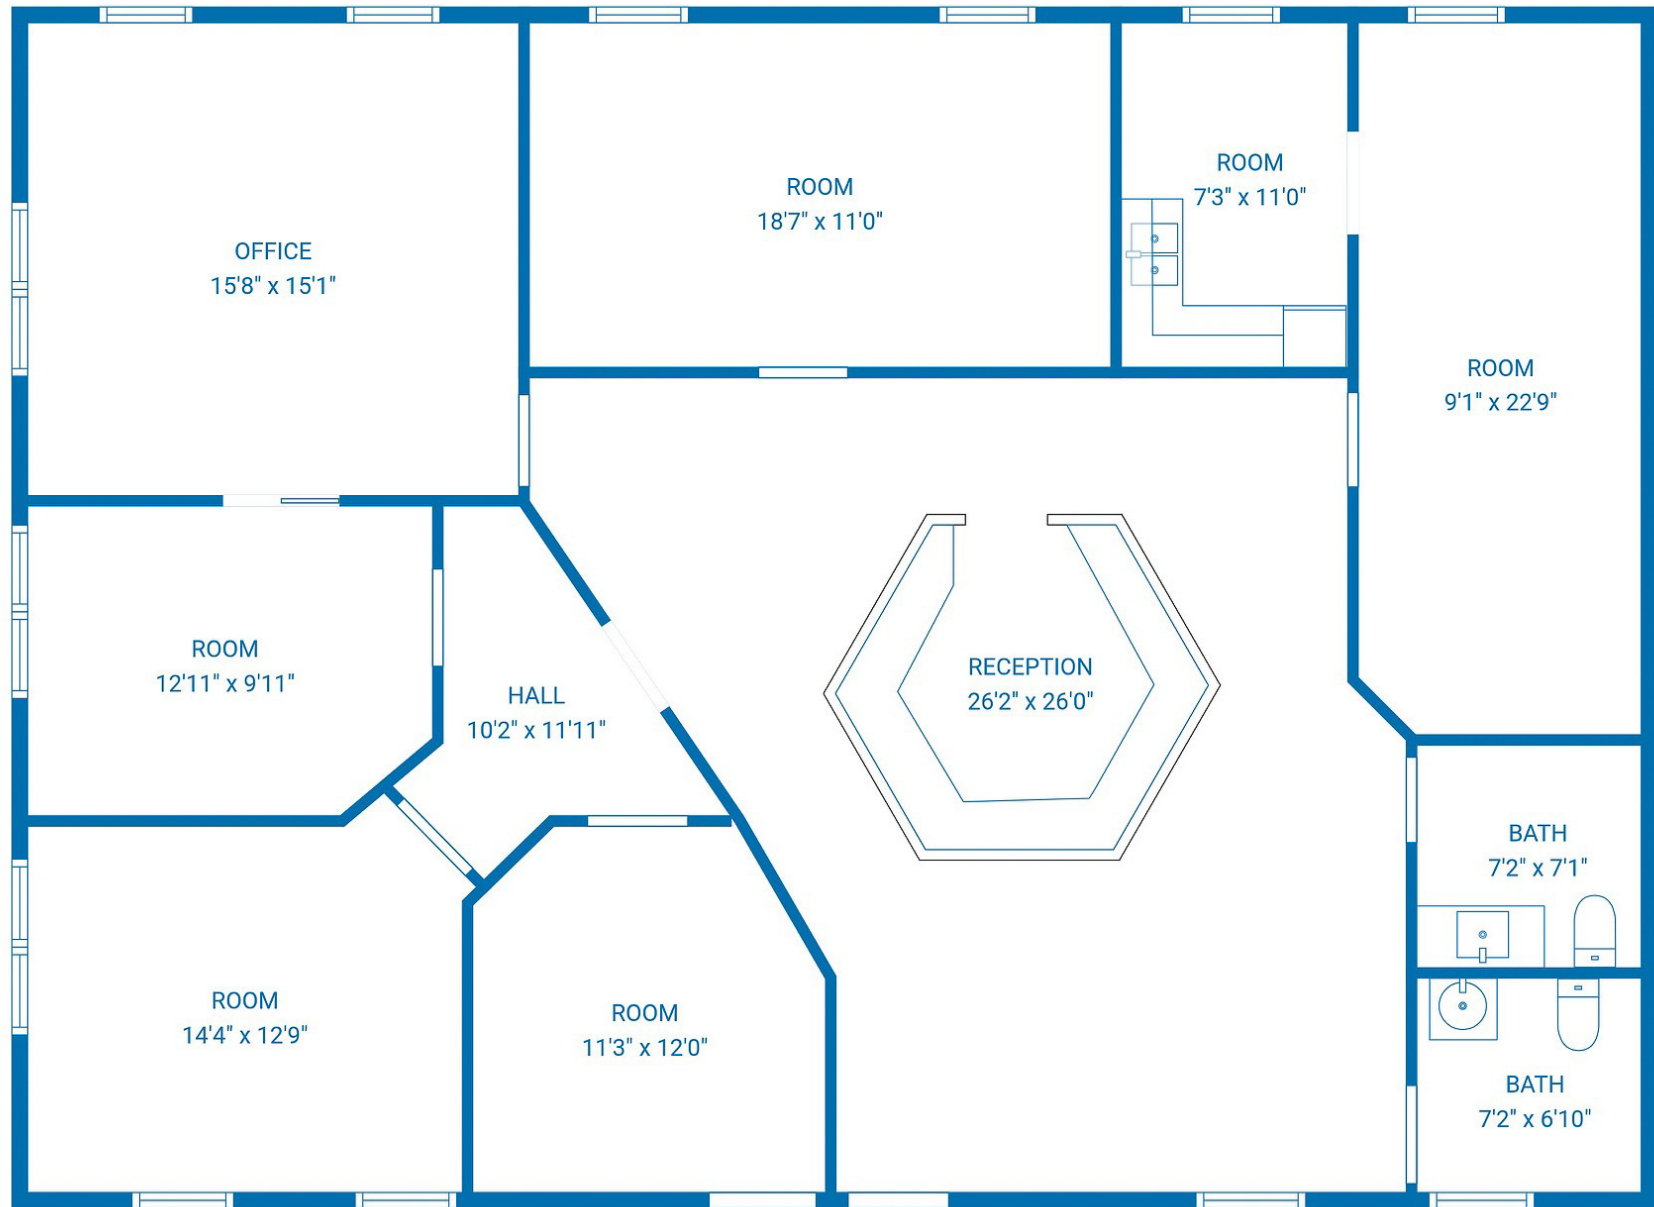 OFFICE
15'8" x 15'1"
ROOM
18'7" x 11'0"
ROOM
7'3" x 11'0"
ROOM
9'1" x 22'9"
ROOM
12'11" x 9'11"
HALL
10'2" x 11'11"
RECEPTION
26'2" x 26'0"
BATH
7'2" x 7'1"
ROOM
14'4" x 12'9"
ROOM
11'3" x 12'0"
BATH
7'2" x 6'10"